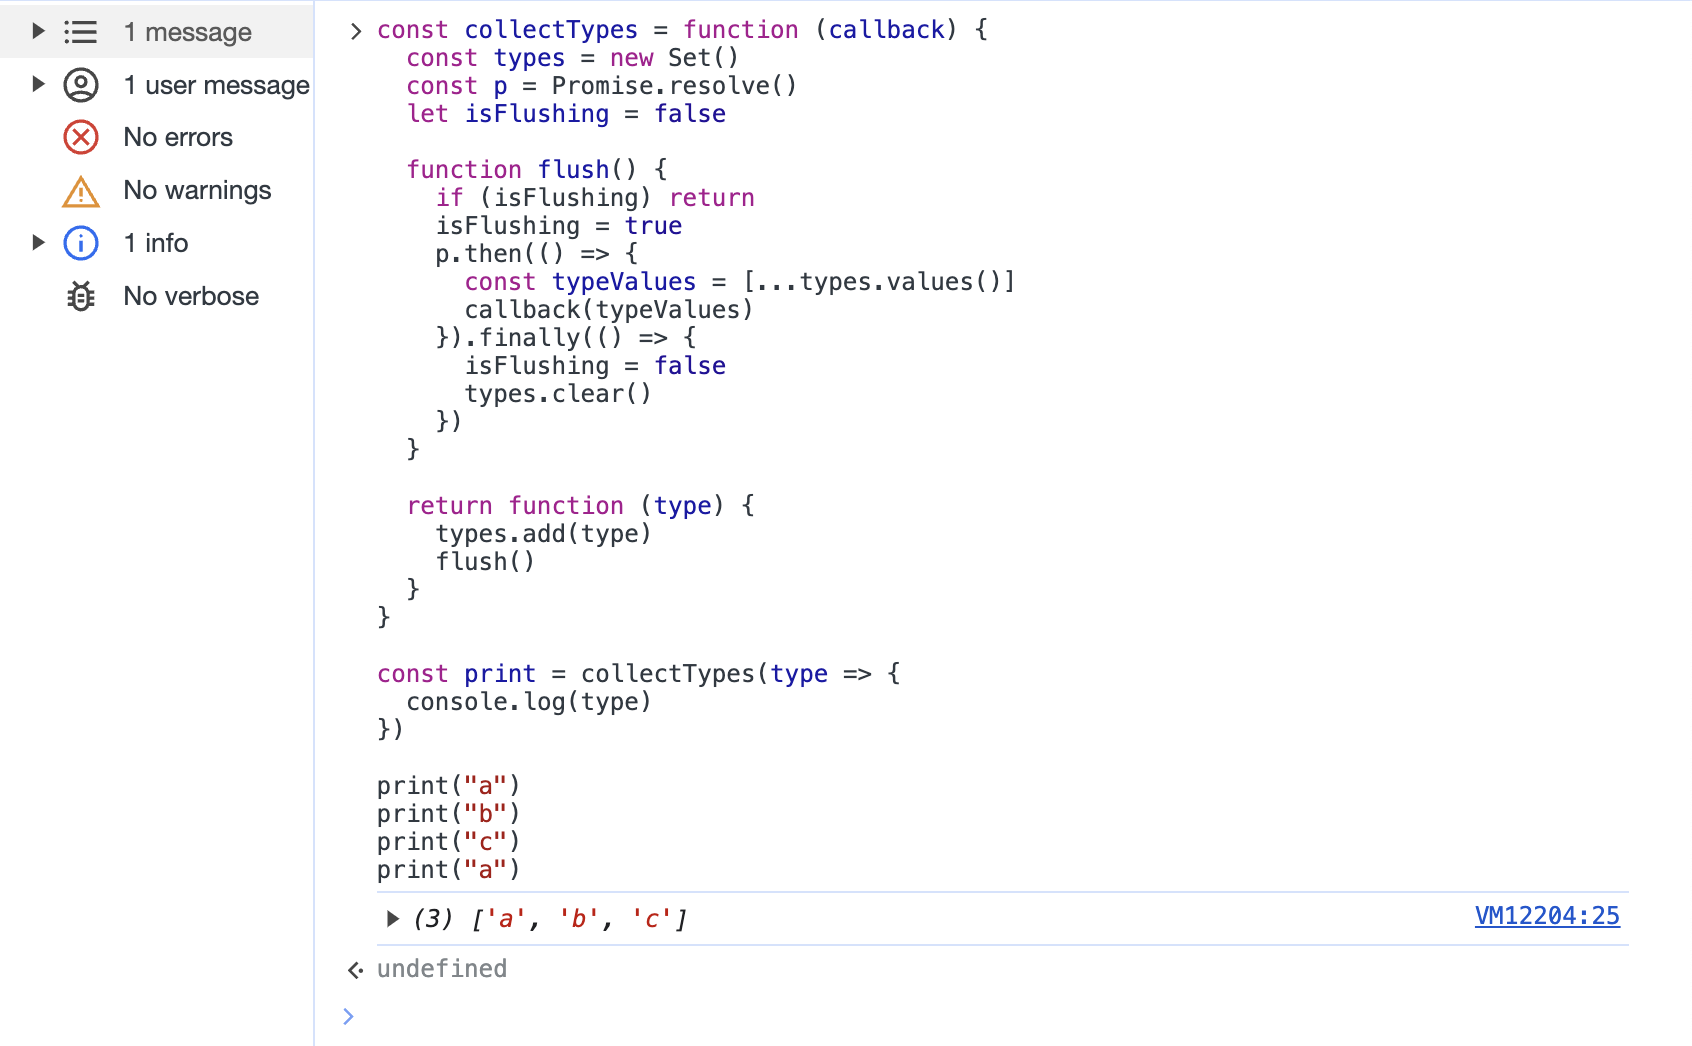 1 message
1 user message
No errors
No warnings
1 info
No verbose
> const collectTypes = function (callback) {
  const types = new Set()
  const p = Promise.resolve()
  let isFlushing = false

  function flush() {
    if (isFlushing) return
    isFlushing = true
    p.then(() => {
      const typeValues = [...types.values()]
      callback(typeValues)
    }).finally(() => {
      isFlushing = false
      types.clear()
    })
  }

  return function (type) {
    types.add(type)
    flush()
  }
}

const print = collectTypes(type => {
  console.log(type)
})

print("a")
print("b")
print("c")
print("a")
(3) ['a', 'b', 'c'] VM12204:25
undefined
>